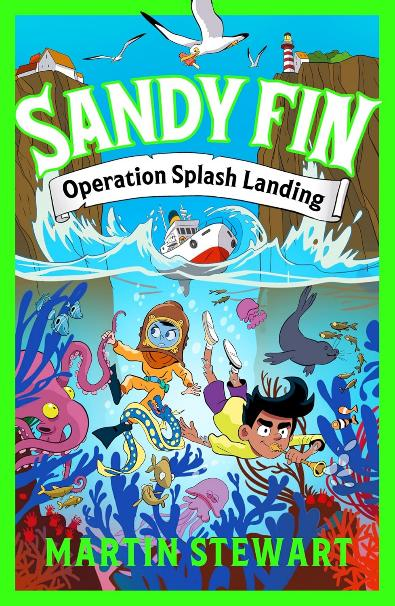 SANDY FIN
Operation Splash Landing
MARTIN STEWART